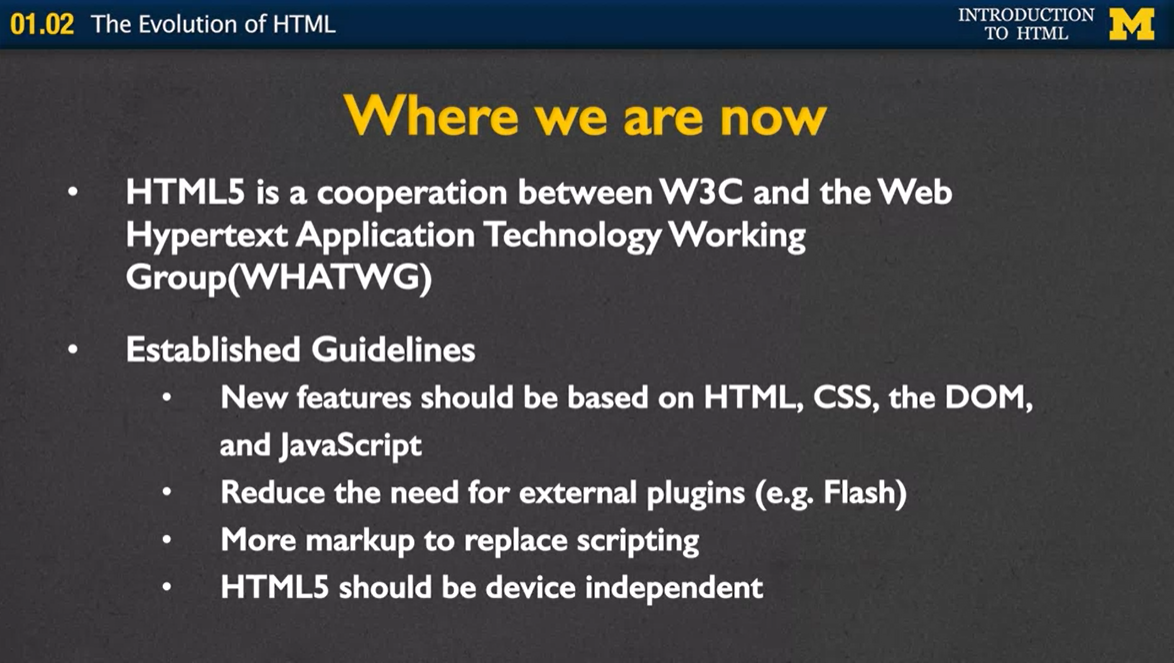 01.02 The Evolution of HTML
INTRODUCTION
TO HTML
M
Where we are now
• HTML5 is a cooperation between W3C and the Web
Hypertext Application Technology Working
Group(WHATWG)
• Established Guidelines
• New features should be based on HTML, CSS, the DOM,
and JavaScript
• Reduce the need for external plugins (e.g. Flash)
• More markup to replace scripting
• HTML5 should be device independent